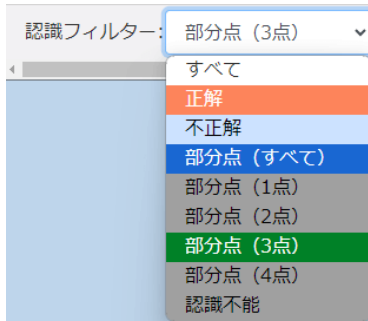 認識フィルター: 部分点（3点）
すべて
正解
不正解
部分点（すべて）
部分点（1点）
部分点（2点）
部分点（3点）
部分点（4点）
認識不能